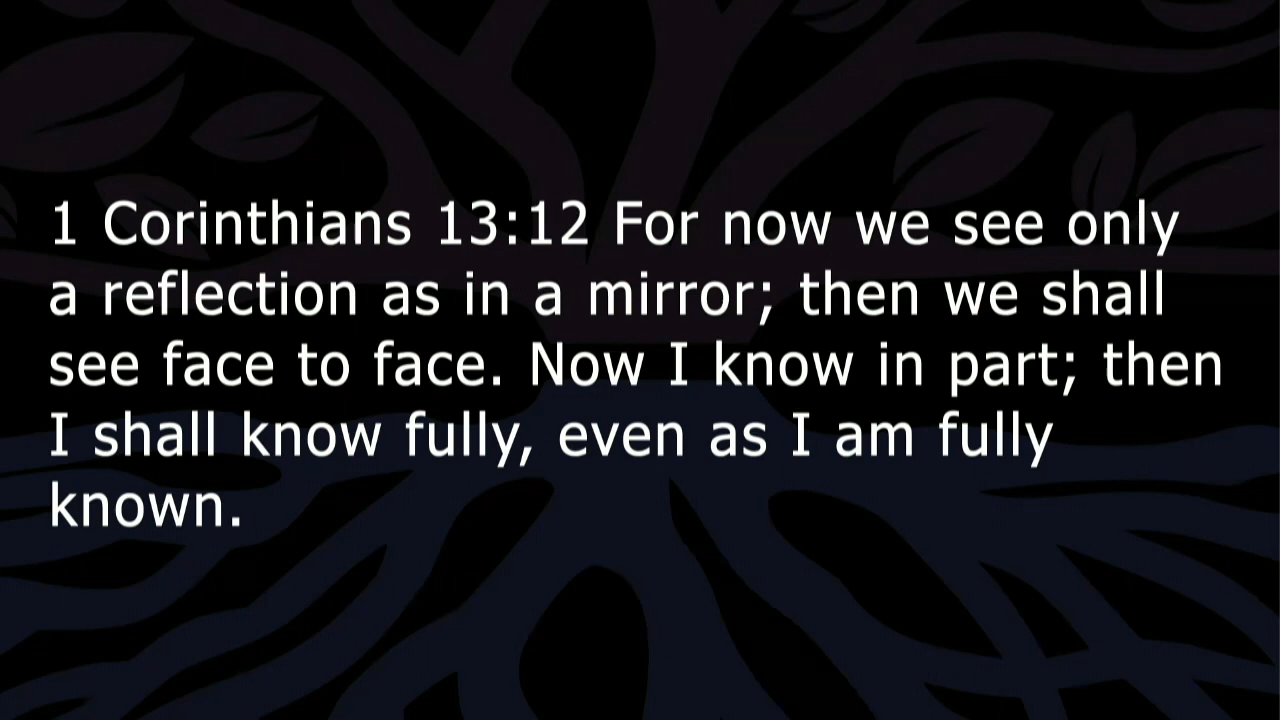 1 Corinthians 13:12 For now we see only
a reflection as in a mirror; then we shall
see face to face. Now I know in part; then
I shall know fully, even as I am fully
known.